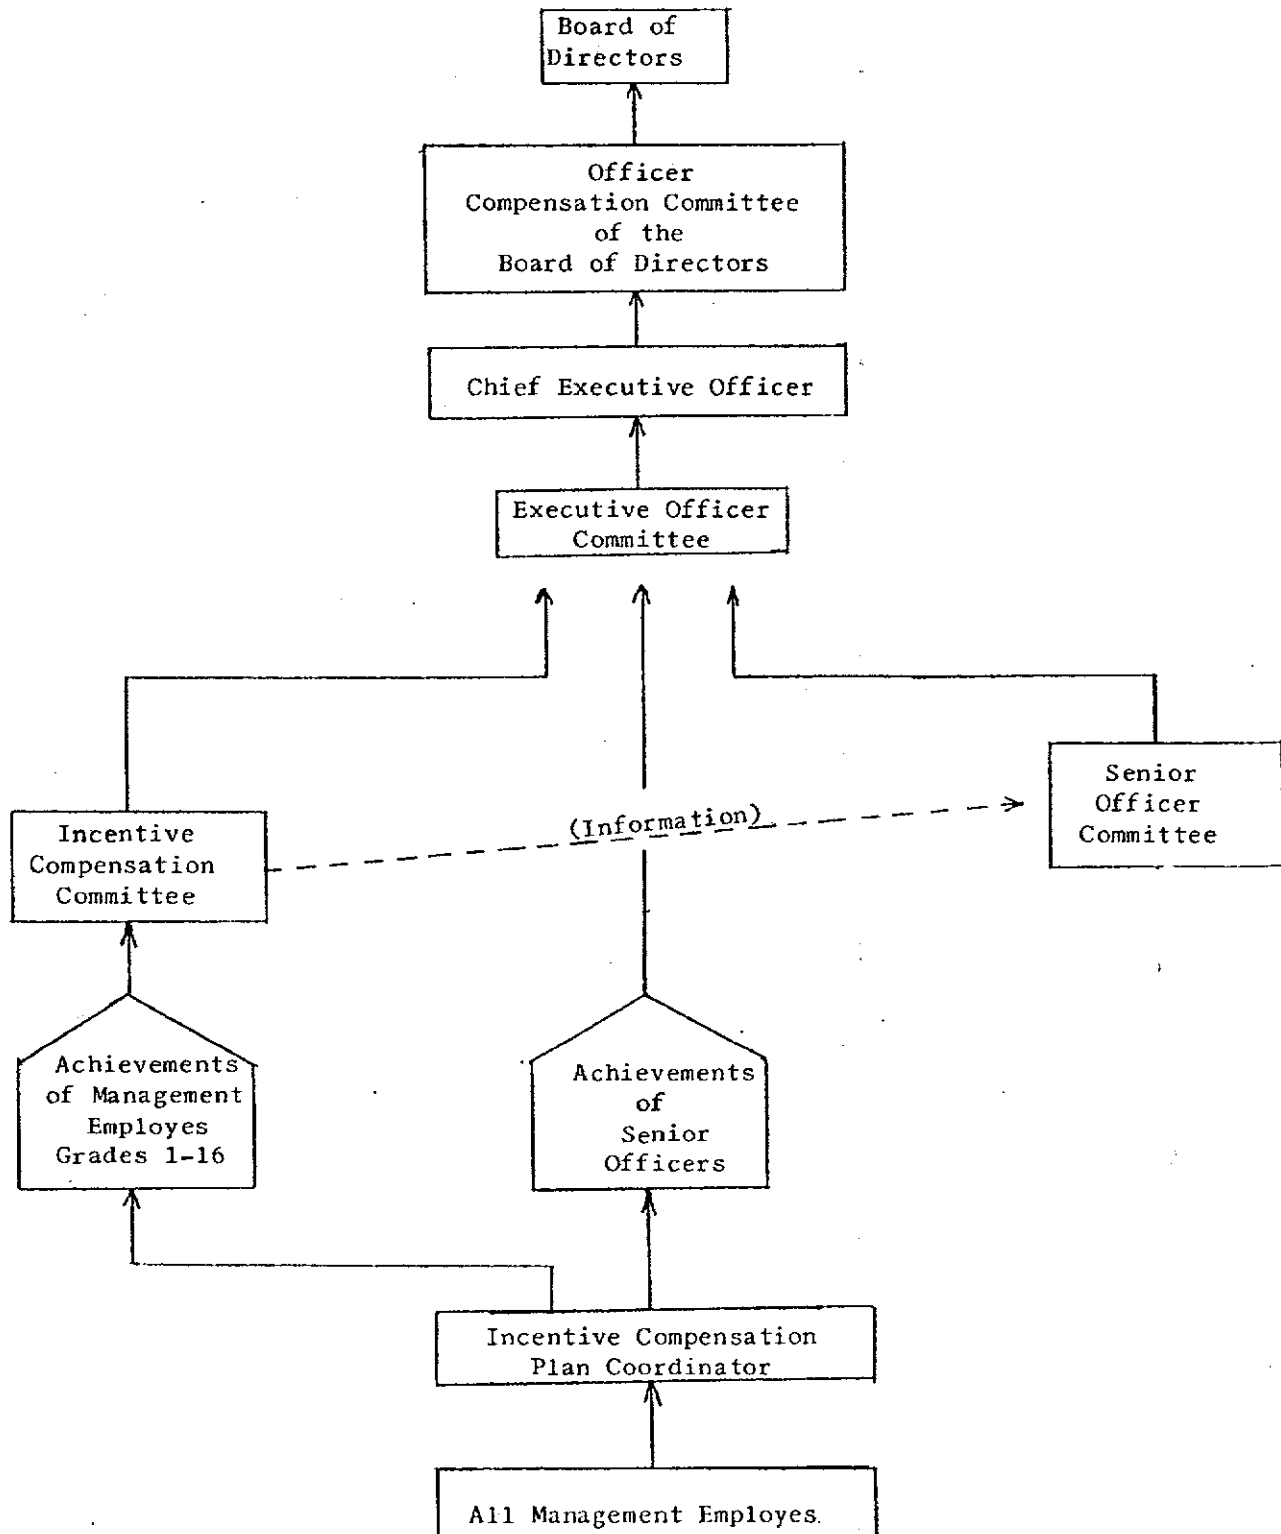 Board of
Directors
Officer
Compensation Committee
of the
Board of Directors
Chief Executive Officer
Executive Officer
Committee
Senior
Officer
Committee
(Information)
Incentive
Compensation
Committee
Achievements
of Management
Employes
Grades 1-16
Achievements
of
Senior
Officers
Incentive Compensation
Plan Coordinator
All Management Employes